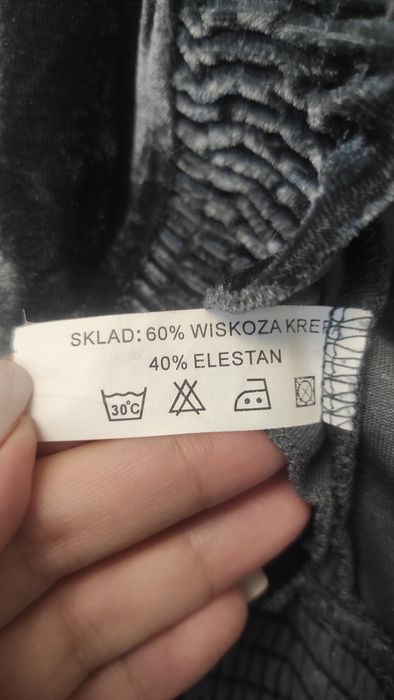 SKLAD: 60% WISKOZA KREP
40% ELESTAN
30°C